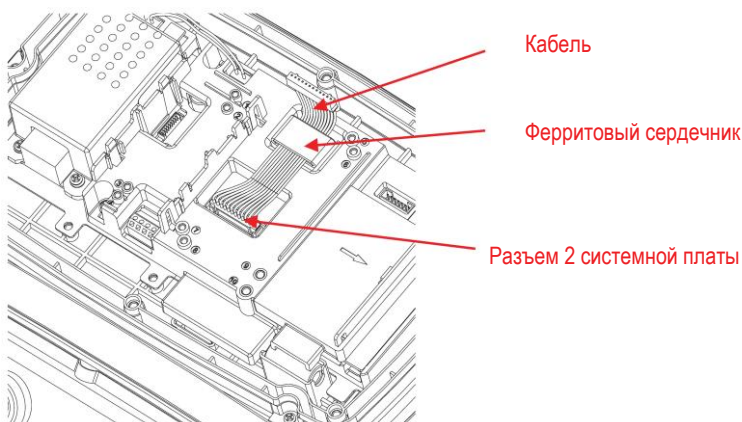 Кабель
Ферритовый сердечник
Разъем 2 системной платы